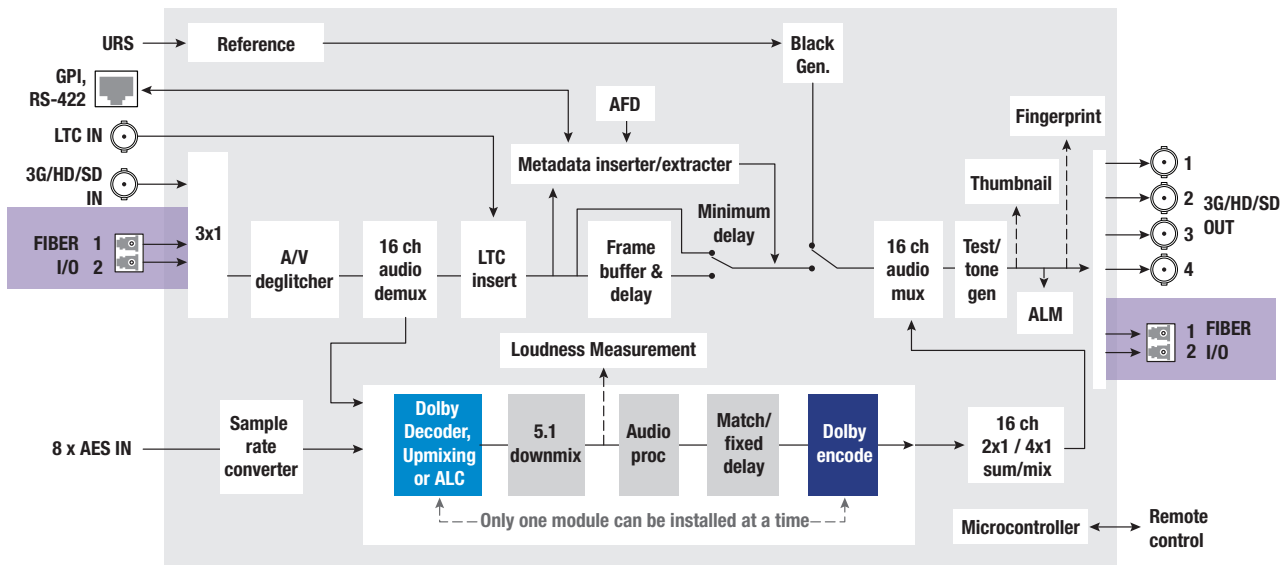 URS
Reference
Black
Gen.
GPI,
RS-422
AFD
Fingerprint
LTC IN
Metadata inserter/extracter
3G/HD/SD
IN
Thumbnail
1
2
3
4
3G/HD/SD
OUT
Minimum
delay
FIBER 1
I/O 2
3x1
A/V
deglitcher
16 ch
audio
demux
LTC
insert
Frame
buffer &
delay
16 ch
audio
mux
Test/
tone
gen
ALM
1 FIBER
2 I/O
Loudness Measurement
8 x AES IN
Sample
rate
converter
Dolby
Decoder,
Upmixing
or ALC
5.1
downmix
Audio
proc
Match/
fixed
delay
Dolby
encode
16 ch
2x1 / 4x1
sum/mix
Only one module can be installed at a time
Microcontroller
Remote
control